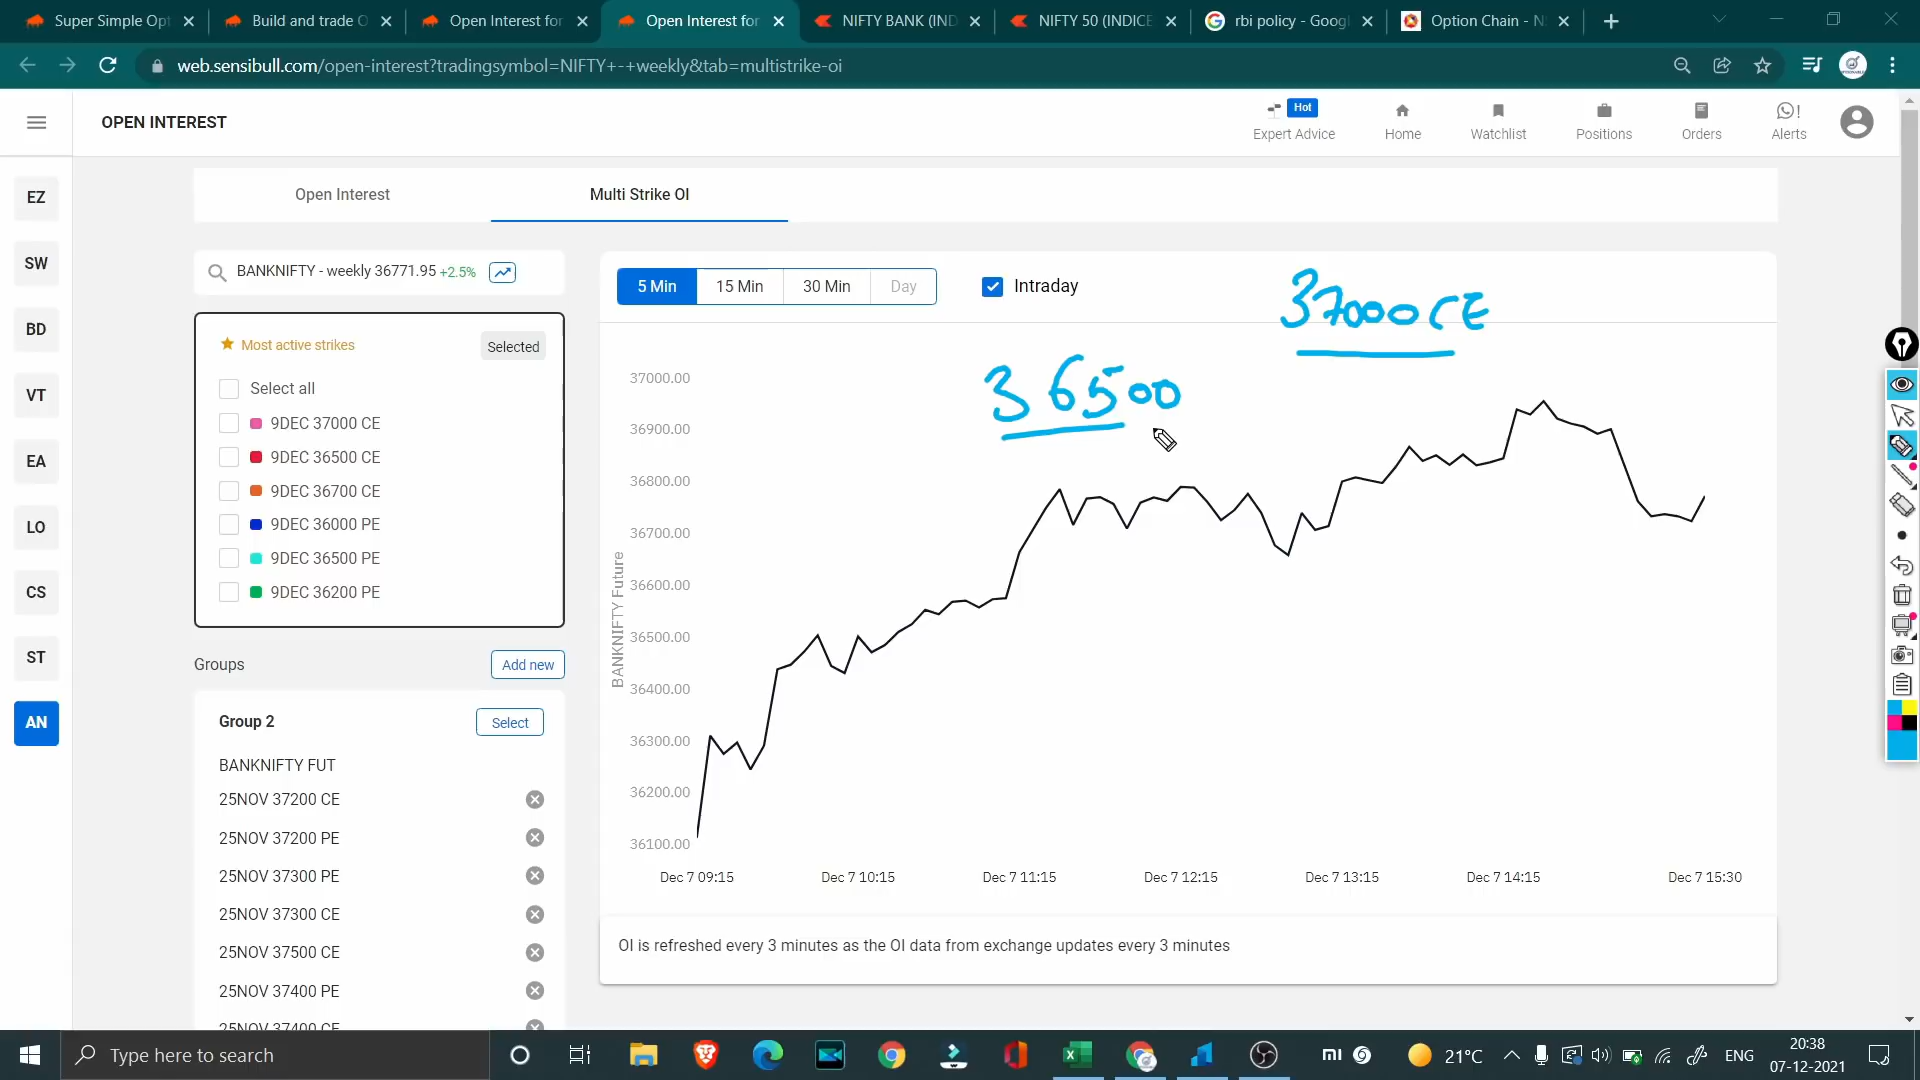 Super Simple Opt
Build and trade O
Open Interest for
Open Interest for
NIFTY BANK (IND
NIFTY 50 (INDICE
rbi policy - Googl
Option Chain - N
web.sensibull.com/open-interest?tradingsymbol=NIFTY+-+weekly&tab=multistrike-oi
OPEN INTEREST
Hot
Expert Advice
Home
Watchlist
Positions
Orders
Alerts
EZ
SW
BD
VT
EA
LO
CS
ST
AN
Open Interest
Multi Strike OI
BANKNIFTY - weekly 36771.95 +2.5%
Most active strikes
Selected
Select all
9DEC 37000 CE
9DEC 36500 CE
9DEC 36700 CE
9DEC 36000 PE
9DEC 36500 PE
9DEC 36200 PE
Groups
Add new
Group 2
Select
BANKNIFTY FUT
25NOV 37200 CE
25NOV 37200 PE
25NOV 37300 PE
25NOV 37300 CE
25NOV 37500 CE
25NOV 37400 PE
25NOV 37400 CE
5 Min
15 Min
30 Min
Day
Intraday
37000 CE
36500
BANKNIFTY Future
37000.00
36900.00
36800.00
36700.00
36600.00
36500.00
36400.00
36300.00
36200.00
36100.00
Dec 7 09:15
Dec 7 10:15
Dec 7 11:15
Dec 7 12:15
Dec 7 13:15
Dec 7 14:15
Dec 7 15:30
OI is refreshed every 3 minutes as the OI data from exchange updates every 3 minutes
Type here to search
mi
21°C
ENG
20:38
07-12-2021